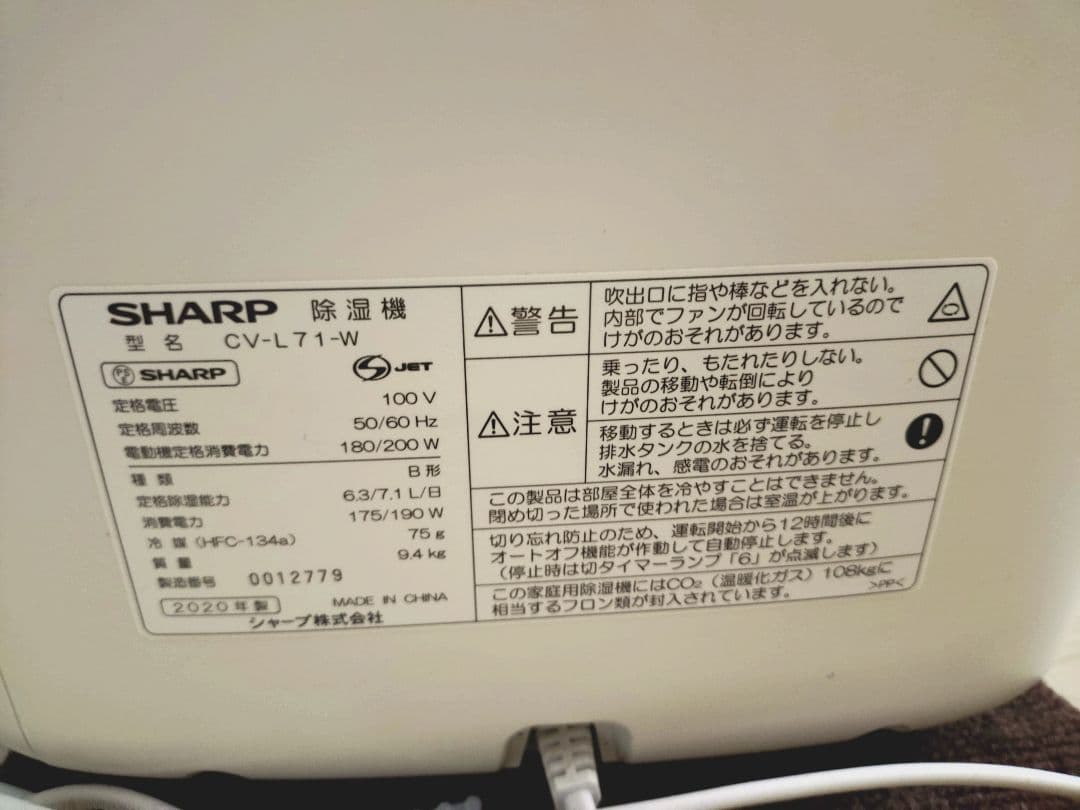 SHARP 除湿機
型名 CV-L71-W
PS E SHARP
S JET
定格電圧 100 V
定格周波数 50/60 Hz
電動機定格消費電力 180/200 W
種類 B形
定格除湿能力 6.3/7.1 L/日
消費電力 175/190 W
冷媒(HFC-134a) 75g
質量 9.4 kg
製造番号 0012779
2020年製 MADE IN CHINA
シャープ株式会社
警告
吹出口に指や棒などを入れない。
内部でファンが回転しているので
けがのおそれがあります。
注意
乗ったり、もたれたりしない。
製品の移動や転倒により
けがのおそれがあります。
移動するときは必ず運転を停止し
排水タンクの水を捨てる。
水漏れ、感電のおそれがあります。
この製品は部屋全体を冷やすことはできません。
閉め切った場所で使われた場合は室温が上がります。
切り忘れ防止のため、運転開始から12時間後に
オートオフ機能が作動して自動停止します。
(停止時は切タイマーランプ「6」が点滅します)
この家庭用除湿機にはCO₂(温暖化ガス)108kgに
相当するフロン類が封入されています。 >PP<